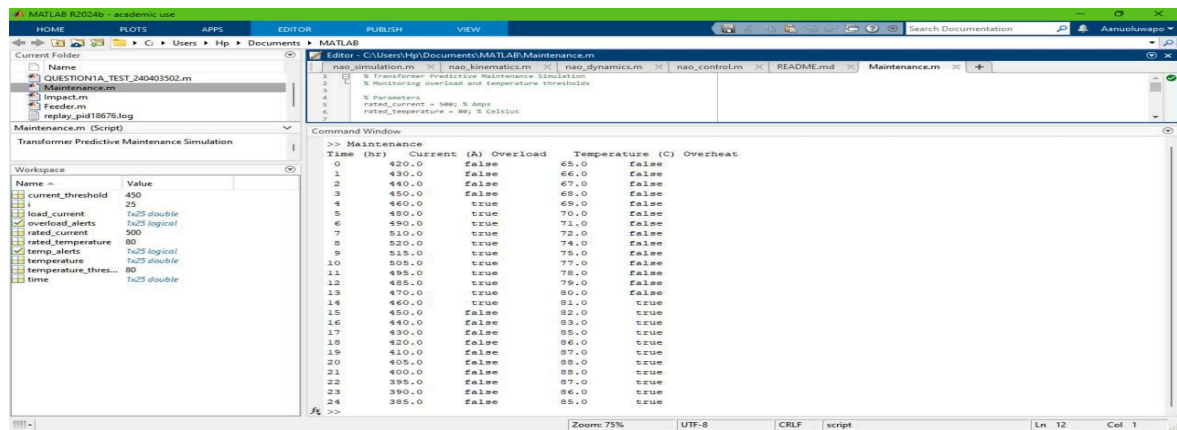 MATLAB R2024b - academic use
HOME PLOTS APPS EDITOR PUBLISH VIEW Search Documentation Aanuoluwapo
C: Users Hp Documents MATLAB
Current Folder
Name
QUESTION1A_TEST_240403502.m
Maintenance.m
Impact.m
Feeder.m
replay_pid18676.log
Maintenance.m (Script)
Transformer Predictive Maintenance Simulation
Workspace
Name Value
current_threshold 450
i 25
load_current 1x25 double
overload_alerts 1x25 logical
rated_current 500
rated_temperature 80
temp_alerts 1x25 logical
temperature 1x25 double
temperature_thres... 80
time 1x25 double
Editor - C:\Users\Hp\Documents\MATLAB\Maintenance.m
nao_simulation.m nao_kinematics.m nao_dynamics.m nao_control.m README.md Maintenance.m +
1 % Transformer Predictive Maintenance Simulation
2 % Monitoring overload and temperature thresholds
3
4 % Parameters
5 rated_current = 500; % Amps
6 rated_temperature = 80; % Celsius
7
Command Window
>> Maintenance
Time (hr) Current (A) Overload Temperature (C) Overheat
0 420.0 false 65.0 false
1 430.0 false 66.0 false
2 440.0 false 67.0 false
3 450.0 false 68.0 false
4 460.0 true 69.0 false
5 480.0 true 70.0 false
6 490.0 true 71.0 false
7 510.0 true 72.0 false
8 520.0 true 74.0 false
9 515.0 true 75.0 false
10 505.0 true 77.0 false
11 495.0 true 78.0 false
12 485.0 true 79.0 false
13 470.0 true 80.0 false
14 460.0 true 81.0 true
15 450.0 false 82.0 true
16 440.0 false 83.0 true
17 430.0 false 85.0 true
18 420.0 false 86.0 true
19 410.0 false 87.0 true
20 405.0 false 88.0 true
21 400.0 false 88.0 true
22 395.0 false 87.0 true
23 390.0 false 86.0 true
24 385.0 false 85.0 true
fx >>
Zoom: 75% UTF-8 CRLF script Ln 12 Col 1